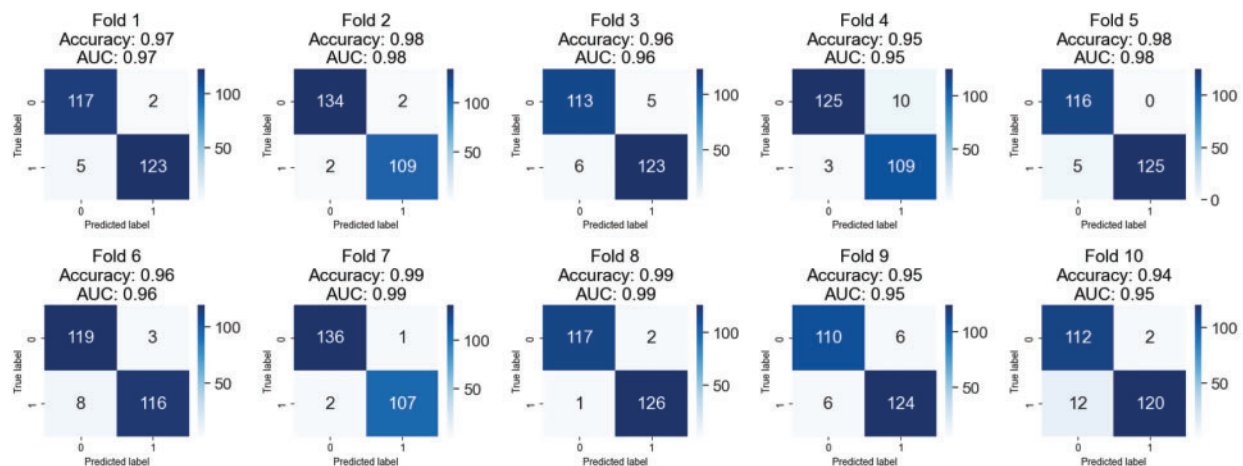 Fold 1
Accuracy: 0.97
AUC: 0.97
True label
0
1
117
2
5
123
100
50
0
1
Predicted label
Fold 2
Accuracy: 0.98
AUC: 0.98
True label
0
1
134
2
2
109
100
50
0
1
Predicted label
Fold 3
Accuracy: 0.96
AUC: 0.96
True label
0
1
113
5
6
123
100
50
0
1
Predicted label
Fold 4
Accuracy: 0.95
AUC: 0.95
True label
0
1
125
10
3
109
100
50
0
1
Predicted label
Fold 5
Accuracy: 0.98
AUC: 0.98
True label
0
1
116
0
5
125
100
50
0
0
1
Predicted label
Fold 6
Accuracy: 0.96
AUC: 0.96
True label
0
1
119
3
8
116
100
50
0
1
Predicted label
Fold 7
Accuracy: 0.99
AUC: 0.99
True label
0
1
136
1
2
107
100
50
0
1
Predicted label
Fold 8
Accuracy: 0.99
AUC: 0.99
True label
0
1
117
2
1
126
100
50
0
1
Predicted label
Fold 9
Accuracy: 0.95
AUC: 0.95
True label
0
1
110
6
6
124
100
50
0
1
Predicted label
Fold 10
Accuracy: 0.94
AUC: 0.95
True label
0
1
112
2
12
120
100
50
0
1
Predicted label